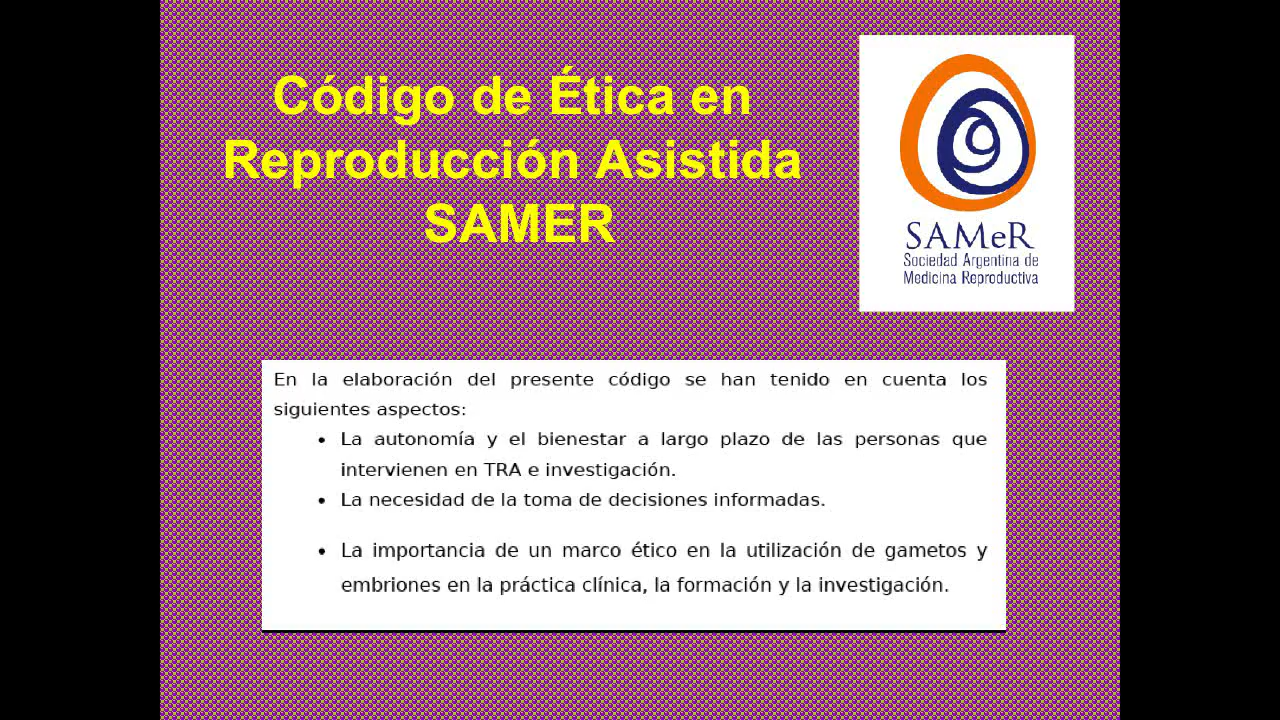 Código de Ética en
Reproducción Asistida
SAMER
SAMeR
Sociedad Argentina de
Medicina Reproductiva
En la elaboración del presente código se han tenido en cuenta los
siguientes aspectos:
• La autonomía y el bienestar a largo plazo de las personas que
intervienen en TRA e investigación.
• La necesidad de la toma de decisiones informadas.
• La importancia de un marco ético en la utilización de gametos y
embriones en la práctica clínica, la formación y la investigación.